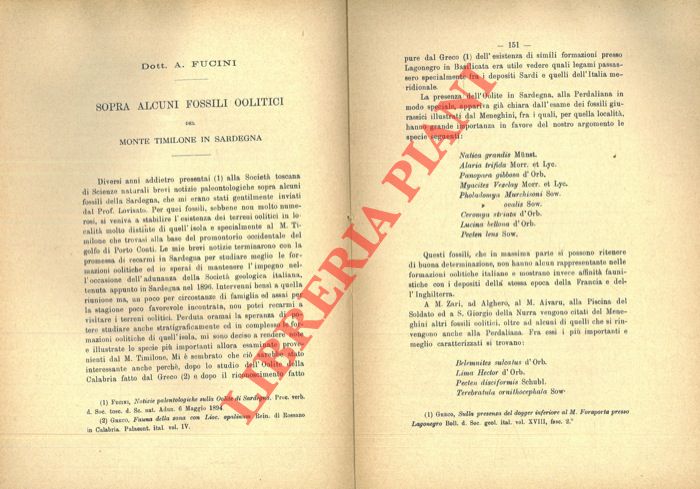 Dott. A. FUCINI
SOPRA ALCUNI FOSSILI OOLITICI
DEL
MONTE TIMILONE IN SARDEGNA
Diversi anni addietro presentai (1) alla Società toscana
di Scienze naturali brevi notizie paleontologiche sopra alcuni
fossili della Sardegna, che mi erano stati gentilmente inviati
dal Prof. Lovisato. Per quei fossili, sebbene non molto nume-
rosi, si veniva a stabilire l'esistenza dei terreni oolitici in lo-
calità molto distinte di quell'isola e specialmente al M. Ti-
milone che trovasi alla base del promontorio occidentale del
golfo di Porto Conti. Le mie brevi notizie terminarono con la
promessa di recarmi in Sardegna per studiare meglio le for-
mazioni oolitiche ed io sperai di mantenere l'impegno nel-
l'occasione dell'adunanza della Società geologica italiana,
tenuta appunto in Sardegna nel 1896. Intervenni bensì a quella
riunione ma, un poco per circostanze di famiglia ed assai per
la stagione poco favorevole incontrata, non potei recarmi a
visitare i terreni oolitici. Perduta oramai la speranza di po-
tere studiare anche stratigraficamente ed in complesso for-
mazioni oolitiche di quell'isola, mi sono deciso a rendere note
e illustrate le specie più importanti allora esaminate prove-
nienti dal M. Timilone. Mi è sembrato che ciò sarebbe stato
interessante anche perchè, dopo lo studio dell'Oolite della
Calabria fatto dal Greco (2) e dopo il riconoscimento fatto
(1) FUCINI, Notizie paleontologiche sulla Oolite di Sardegna. Proc. verb.
d. Soc. tosc. d. Sc. nat. Adun. 6 Maggio 1894.
(2) GRECO, Fauna della zona con Lioc. opalinum Rein. di Rossano
in Calabria. Palaeont. ital. vol. IV.
— 151 —
pure dal Greco (1) dell'esistenza di simili formazioni presso
Lagonegro in Basilicata era utile vedere quali legami passas-
sero specialmente fra i depositi Sardi e quelli dell'Italia me-
ridionale.
La presenza dell'Oolite in Sardegna, alla Perdaliana in
modo speciale, appariva già chiara dall'esame dei fossili giu-
rassici illustrati dal Meneghini, fra i quali, per quella località,
hanno grande importanza in favore del nostro argomento le
specie seguenti:
Natica grandis Münst.
Alaria trifida Morr. et Lyc.
Panopaea gibbosa d'Orb.
Myacites Vezelay Morr. et Lyc.
Pholadomya Murchisoni Sow.
» ovalis Sow.
Ceromya striata d'Orb.
Lucina bellona d'Orb.
Pecten lens Sow.
Questi fossili, che in massima parte si possono ritenere
di buona determinazione, non hanno alcun rappresentante nelle
formazioni oolitiche italiane e mostrano invece affinità fauni-
stiche con i depositi della stessa epoca della Francia e del-
l'Inghilterra.
A M. Zari, ad Alghero, al M. Aivaru, alla Piscina del
Soldato ed a S. Giorgio della Nurra vengono citati del Mene-
ghini altri fossili oolitici, oltre ad alcuni di quelli che si rin-
vengono anche alla Perdaliana. Fra essi i più importanti e
meglio caratterizzati si trovano:
Belemnites sulcatus d'Orb.
Lima Hector d'Orb.
Pecten disciformis Schubl.
Terebratula ornithocephala Sow.
(1) GRECO, Sulla presenza del dogger inferiore al M. Foraporta presso
Lagonegro Boll. d. Soc. geol. ital. vol. XVIII, fasc. 2.°
LIBRERIA PIANI